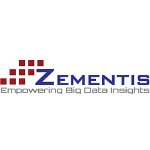 ZEMENTIS
Empowering Big Data Insights